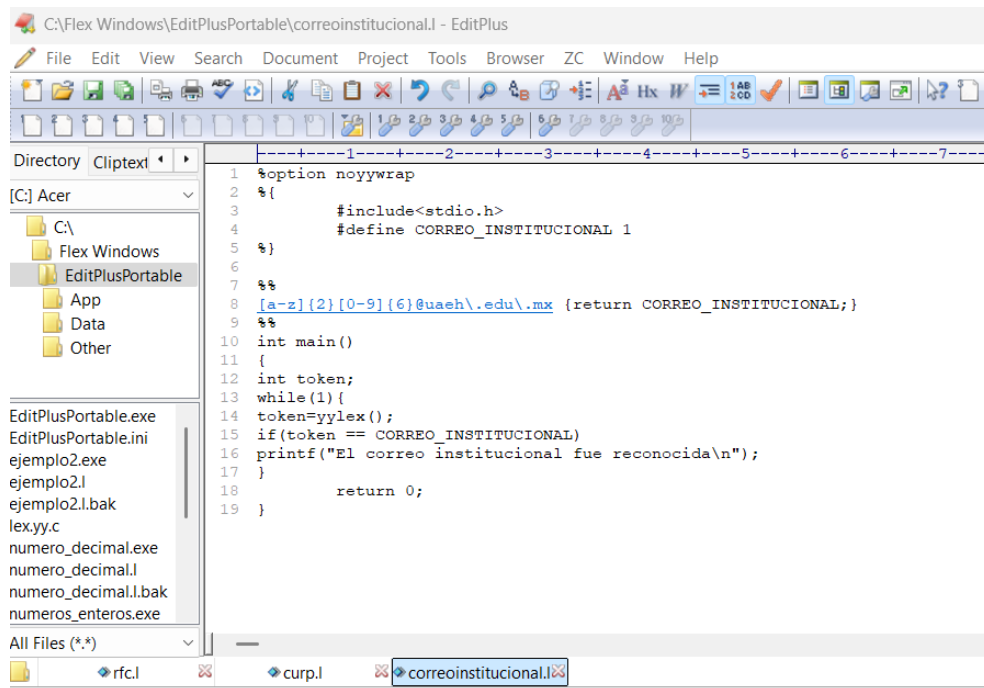 C:\Flex Windows\EditPlusPortable\correoinstitucional.l - EditPlus
File Edit View Search Document Project Tools Browser ZC Window Help
Directory Cliptext
[C:] Acer
C:\
Flex Windows
EditPlusPortable
App
Data
Other
EditPlusPortable.exe
EditPlusPortable.ini
ejemplo2.exe
ejemplo2.l
ejemplo2.l.bak
lex.yy.c
numero_decimal.exe
numero_decimal.l
numero_decimal.l.bak
numeros_enteros.exe
All Files (*.*)
----+----1----+----2----+----3----+----4----+----5----+----6----+----7----
1 %option noyywrap
2 %{
3 #include<stdio.h>
4 #define CORREO_INSTITUCIONAL 1
5 %}
6
7 %%
8 [a-z]{2}[0-9]{6}@uaeh\.edu\.mx {return CORREO_INSTITUCIONAL;}
9 %%
10 int main()
11 {
12 int token;
13 while(1){
14 token=yylex();
15 if(token == CORREO_INSTITUCIONAL)
16 printf("El correo institucional fue reconocida\n");
17 }
18 return 0;
19 }
rfc.l curp.l correoinstitucional.l